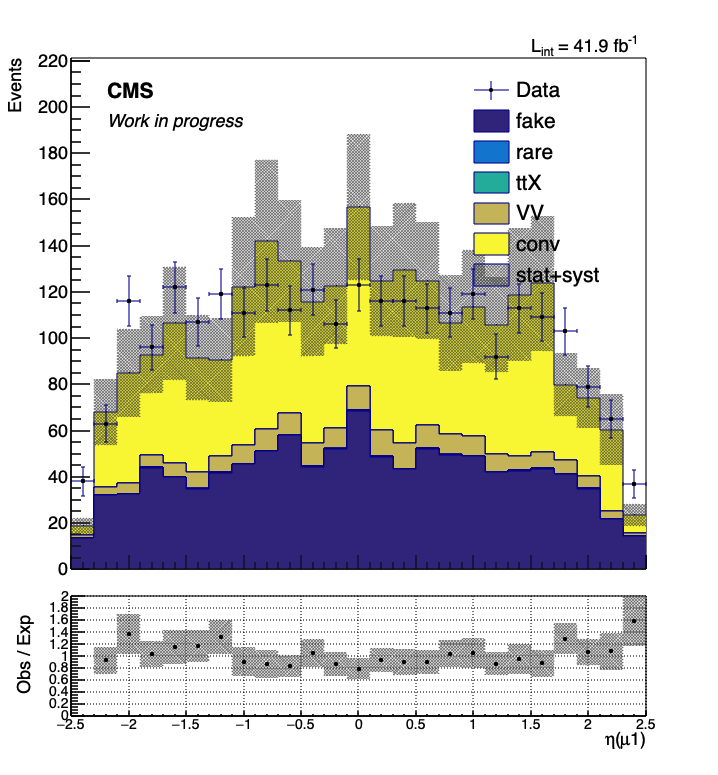 L_int = 41.9 fb^-1
Events
220
200
180
160
140
120
100
80
60
40
20
0
CMS
Work in progress
Data
fake
rare
ttX
VV
conv
stat+syst
Obs / Exp
2
1.8
1.6
1.4
1.2
1
0.8
0.6
0.4
0.2
0
−2.5 −2 −1.5 −1 −0.5 0 0.5 1 1.5 2 2.5
η(μ1)